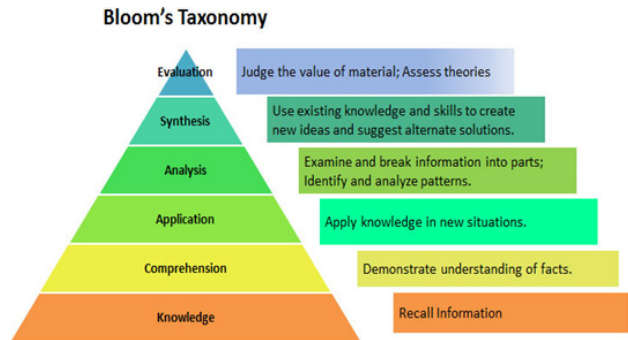 Bloom's Taxonomy
Evaluation
Judge the value of material; Assess theories
Synthesis
Use existing knowledge and skills to create
new ideas and suggest alternate solutions.
Analysis
Examine and break information into parts;
Identify and analyze patterns.
Application
Apply knowledge in new situations.
Comprehension
Demonstrate understanding of facts.
Knowledge
Recall Information